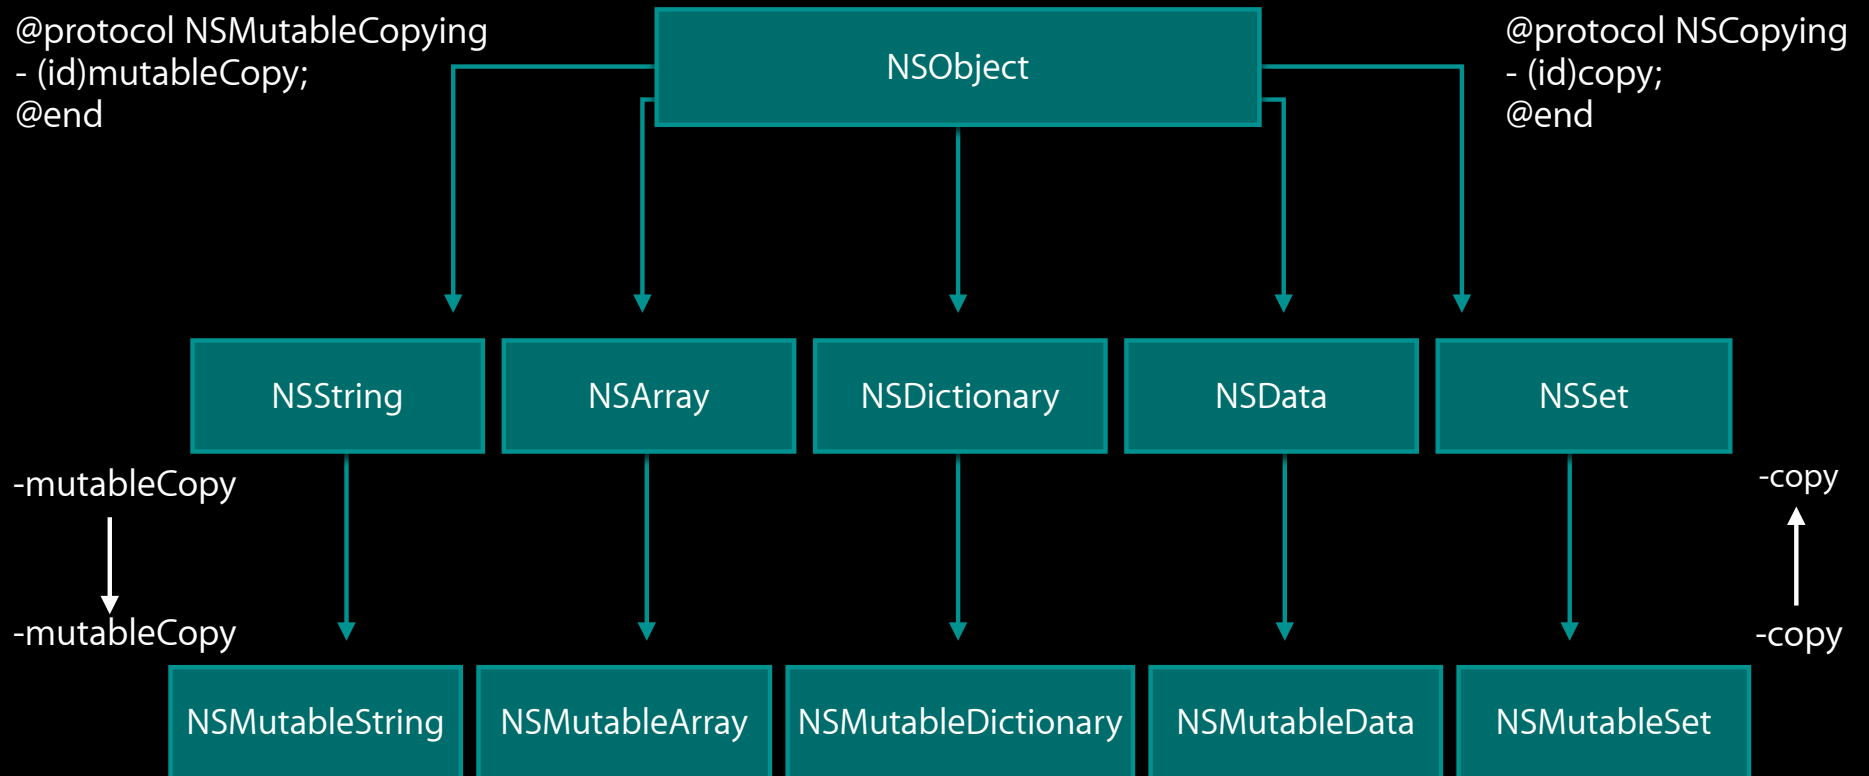 @protocol NSMutableCopying
- (id)mutableCopy;
@end
NSObject
@protocol NSCopying
- (id)copy;
@end
NSString
NSArray
NSDictionary
NSData
NSSet
-mutableCopy
-copy
-mutableCopy
-copy
NSMutableString
NSMutableArray
NSMutableDictionary
NSMutableData
NSMutableSet